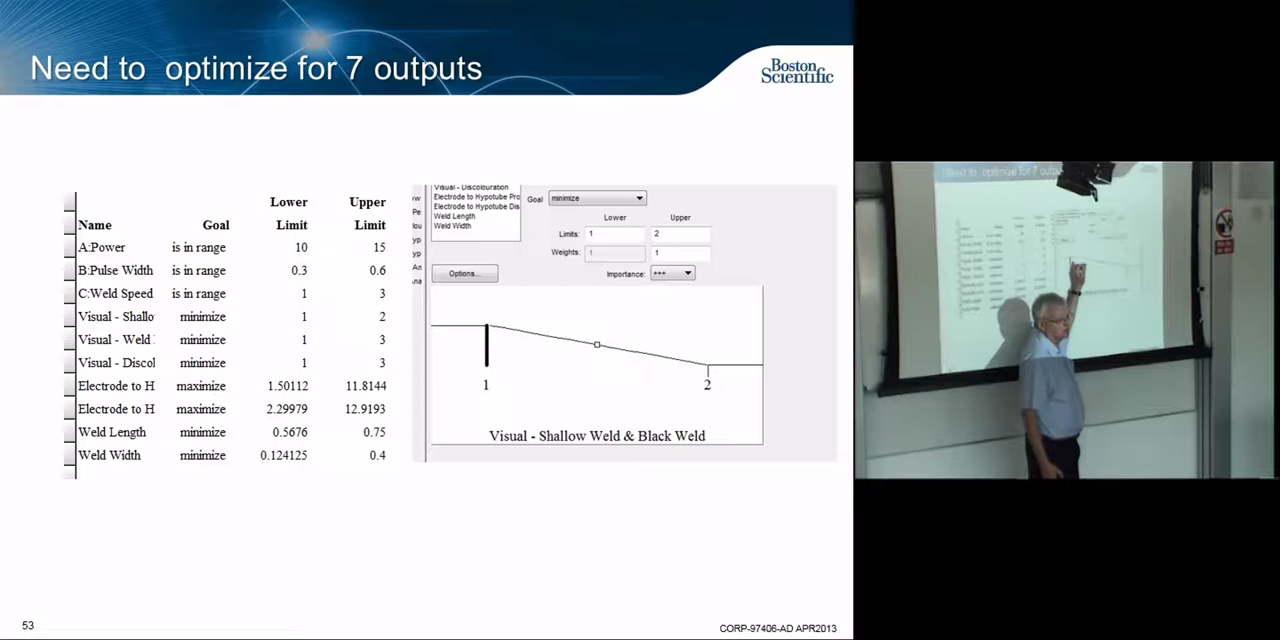 Need to optimize for 7 outputs
Boston
Scientific
Lower Upper
Name Goal Limit Limit
A:Power is in range 10 15
B:Pulse Width is in range 0.3 0.6
C:Weld Speed is in range 1 3
Visual - Shallo minimize 1 2
Visual - Weld minimize 1 3
Visual - Discol minimize 1 3
Electrode to H maximize 1.50112 11.8144
Electrode to H maximize 2.29979 12.9193
Weld Length minimize 0.5676 0.75
Weld Width minimize 0.124125 0.4
Visual - Discolouration
Electrode to Hypotube Pro
Electrode to Hypotube Dis
Weld Length
Weld Width
Goal minimize
Lower Upper
Limits: 1 2
Weights: 1 1
Options...
Importance: +++
1 2
Visual - Shallow Weld & Black Weld
53
CORP-97406-AD APR2013
Need to optimize for 7 outpu